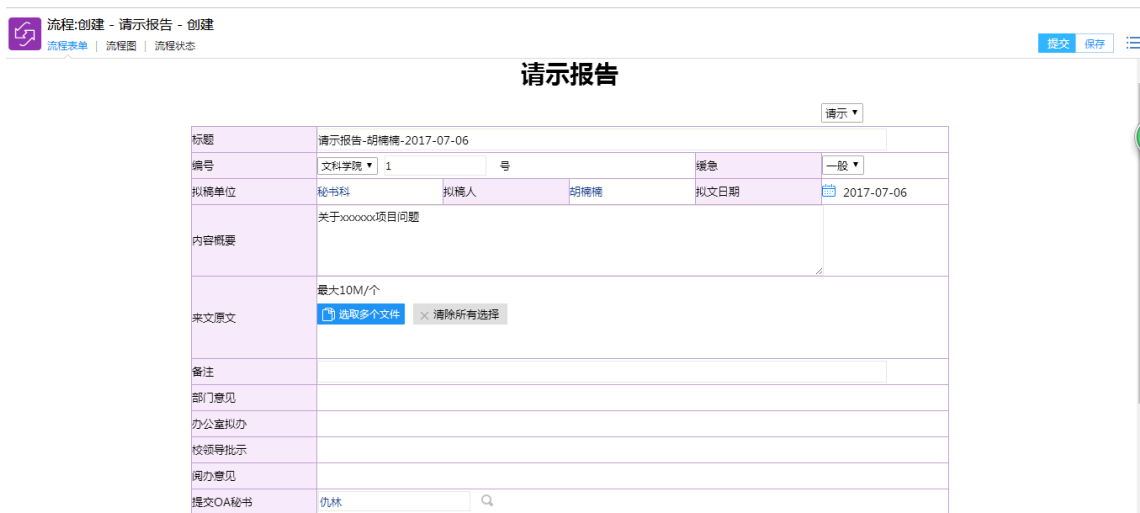 流程:创建 - 请示报告 - 创建
流程表单 | 流程图 | 流程状态
提交 保存
请示报告
请示
标题 请示报告-胡楠楠-2017-07-06
编号 文科学院 1 号 缓急 一般
拟稿单位 秘书科 拟稿人 胡楠楠 拟文日期 2017-07-06
内容概要 关于xxxxxx项目问题
来文原文 最大10M/个
选取多个文件 × 清除所有选择
备注
部门意见
办公室拟办
校领导批示
阅办意见
提交OA秘书 仇林